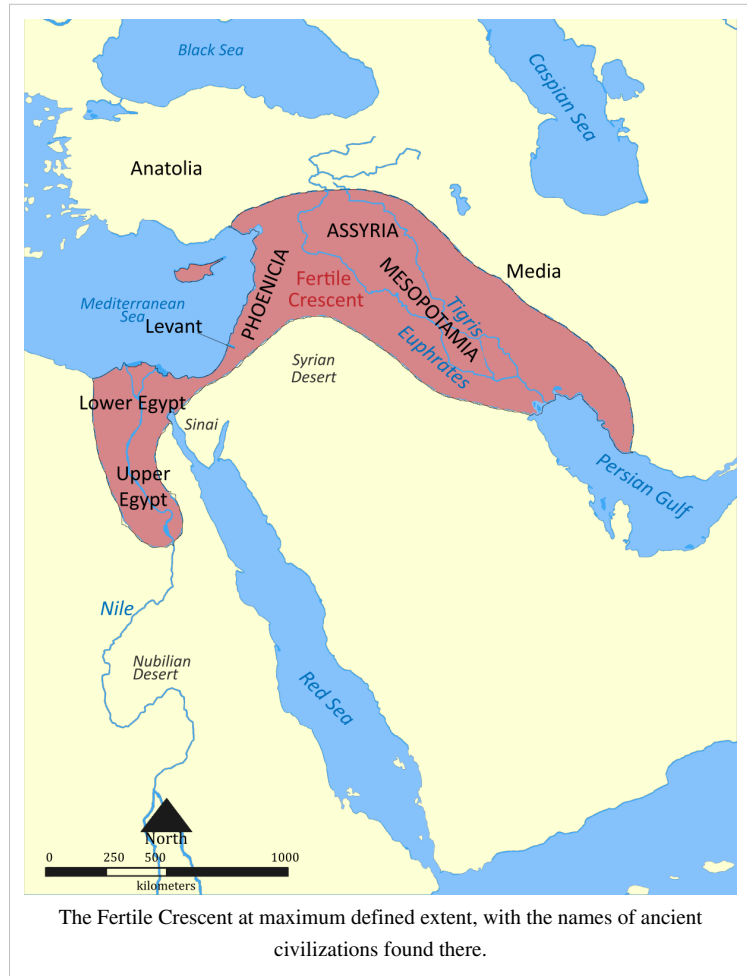 Black Sea
Caspian Sea
Anatolia
ASSYRIA
Media
Fertile
Crescent
MESOPOTAMIA
PHOENICIA
Tigris
Mediterranean
Sea
Levant
Euphrates
Syrian
Desert
Lower Egypt
Sinai
Upper
Egypt
Persian Gulf
Nile
Nubilian
Desert
Red Sea
North
0 250 500 1000
kilometers
The Fertile Crescent at maximum defined extent, with the names of ancient
civilizations found there.